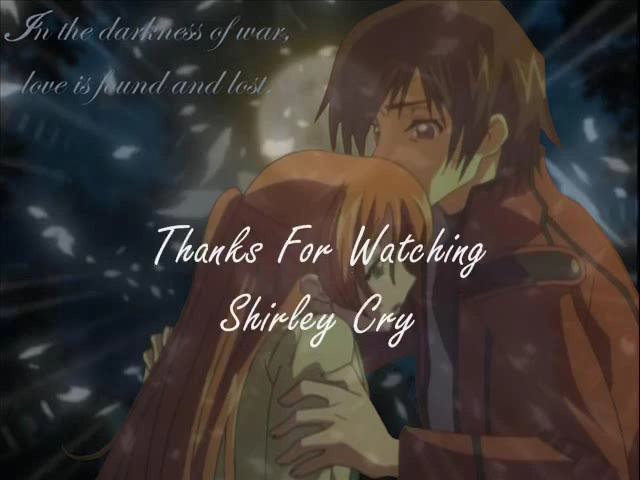 In the darkness of war,
love is found and lost.
Thanks For Watching
Shirley Cry